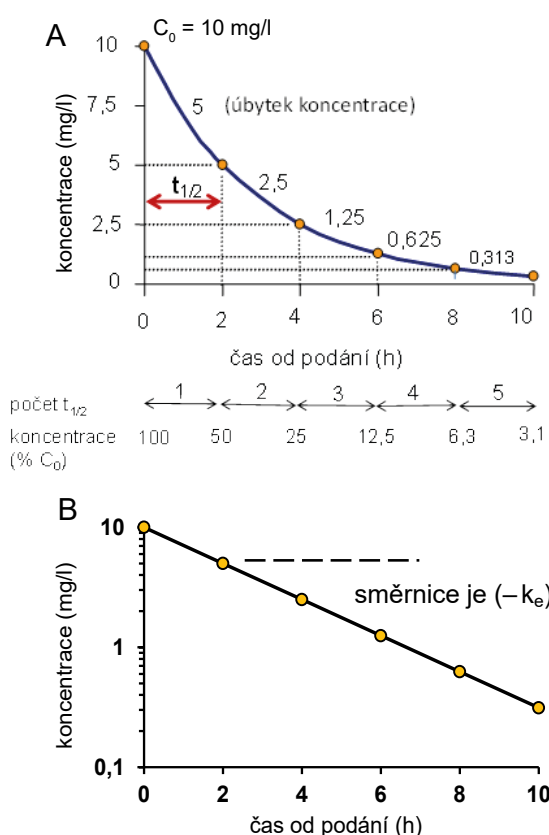 A
C0 = 10 mg/l
10
7,5
5
2.5
0
koncentrace (mg/l)
5 (úbytek koncentrace)
t1/2
2,5
1,25
0,625
0,313
0 2 4 6 8 10
čas od podání (h)
počet t1/2 1 2 3 4 5
koncentrace 100 50 25 12,5 6,3 3,1
(% C0)
B
10
1
0,1
koncentrace (mg/l)
směrnice je (–ke)
0 2 4 6 8 10
čas od podání (h)